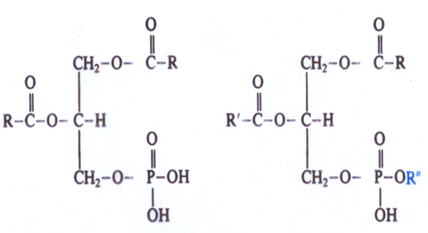 O O
|| ||
CH₂–O– C–R CH₂–O– C–R
O O
|| ||
R–C–O–C–H R′–C–O–C–H
O O
|| ||
CH₂–O– P–OH CH₂–O– P–OR″
OH OH